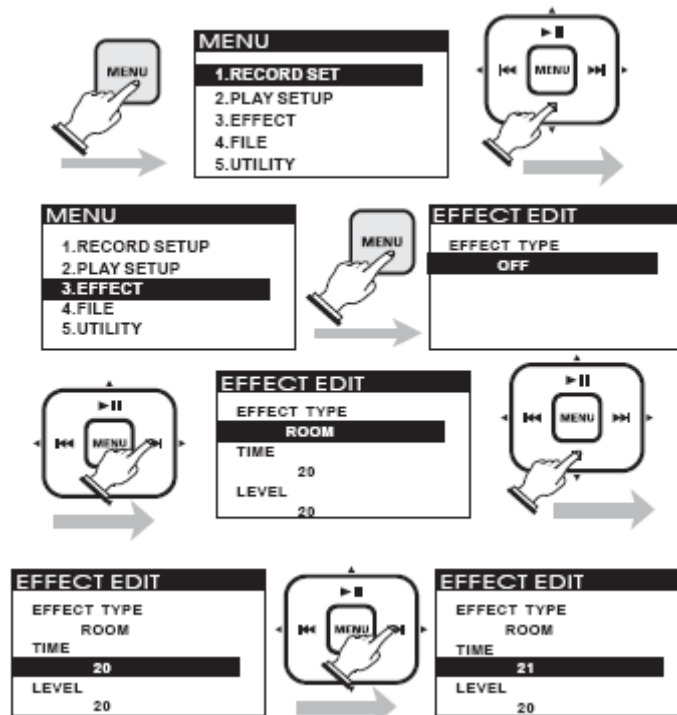 MENU
MENU
1.RECORD SET
2.PLAY SETUP
3.EFFECT
4.FILE
5.UTILITY
MENU
MENU
1.RECORD SETUP
2.PLAY SETUP
3.EFFECT
4.FILE
5.UTILITY
MENU
EFFECT EDIT
EFFECT TYPE
OFF
MENU
EFFECT EDIT
EFFECT TYPE
ROOM
TIME
20
LEVEL
20
MENU
EFFECT EDIT
EFFECT TYPE
ROOM
TIME
20
LEVEL
20
MENU
EFFECT EDIT
EFFECT TYPE
ROOM
TIME
21
LEVEL
20